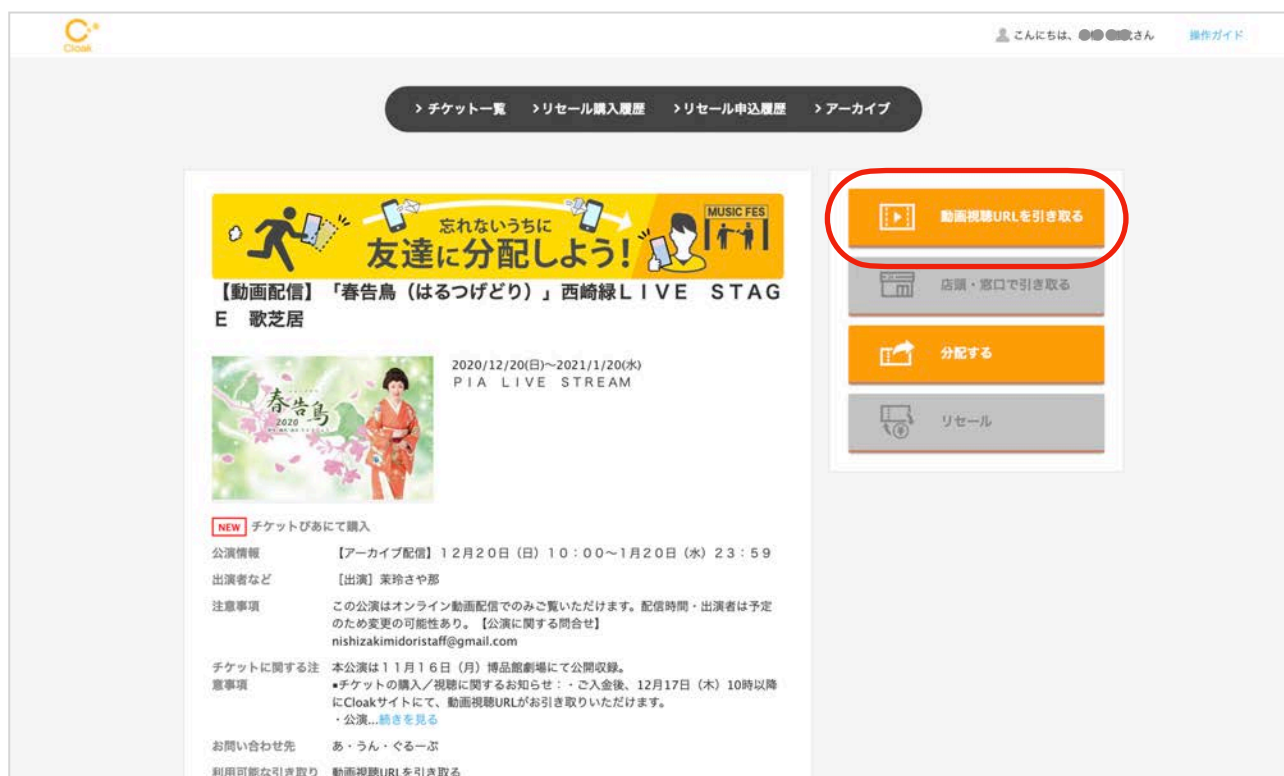 Cloak
こんにちは、さん
操作ガイド
> チケット一覧
>リセール購入履歴
>リセール申込履歴
> アーカイブ
忘れないうちに
友達に分配しよう!
MUSIC FES
【動画配信】「春告鳥（はるつげどり）」西崎緑ＬＩＶＥ　ＳＴＡＧ
Ｅ　歌芝居
春告鳥
2020
2020/12/20(日)〜2021/1/20(水)
ＰＩＡ　ＬＩＶＥ　ＳＴＲＥＡＭ
NEW チケットぴあにて購入
公演情報
【アーカイブ配信】１２月２０日（日）１０：００〜１月２０日（水）２３：５９
出演者など
［出演］茉玲さや那
注意事項
この公演はオンライン動画配信でのみご覧いただけます。配信時間・出演者は予定
のため変更の可能性あり。【公演に関する問合せ】
nishizakimidoristaff@gmail.com
チケットに関する注
意事項
本公演は１１月１６日（月）博品館劇場にて公開収録。
▪チケットの購入／視聴に関するお知らせ：・ご入金後、12月17日（木）10時以降
にCloakサイトにて、動画視聴URLがお引き取りいただけます。
・公演...続きを見る
お問い合わせ先
あ・うん・ぐるーぷ
利用可能な引き取り
動画視聴URLを引き取る
動画視聴URLを引き取る
店頭・窓口で引き取る
分配する
リセール